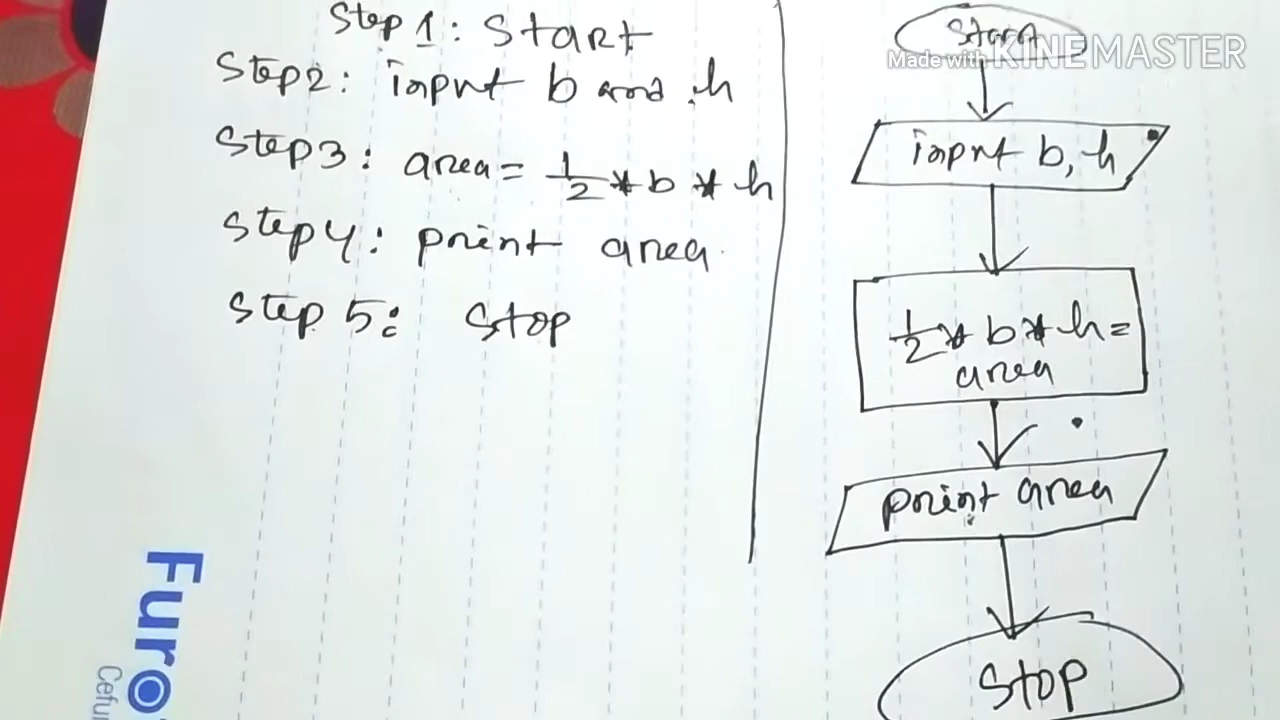 Step 1: Start
Step2: input b and h
Step3: area = 1/2 * b * h
Step4: print area
Step 5: Stop
Start
Made with KINEMASTER
input b, h
1/2 * b * h =
area
print area
Stop
Furo
Cefu